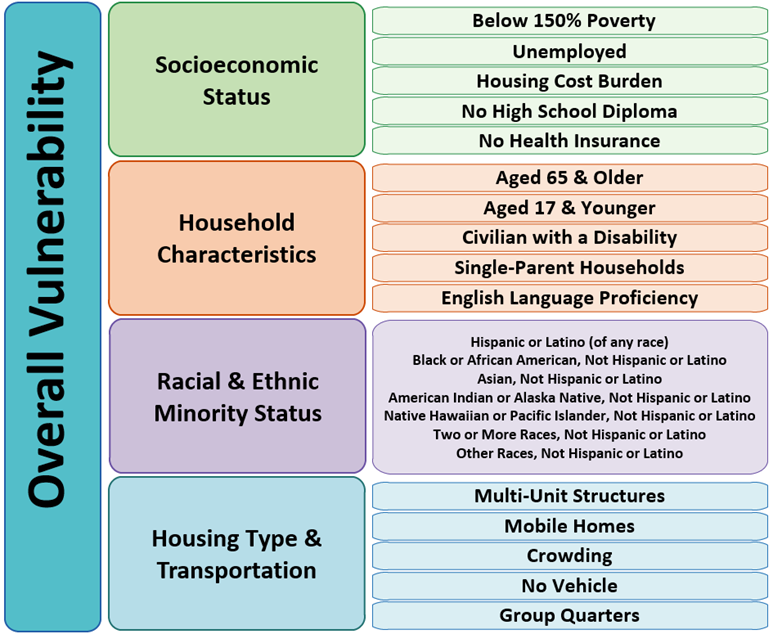 Overall Vulnerability
Socioeconomic
Status
Below 150% Poverty
Unemployed
Housing Cost Burden
No High School Diploma
No Health Insurance
Household
Characteristics
Aged 65 & Older
Aged 17 & Younger
Civilian with a Disability
Single-Parent Households
English Language Proficiency
Racial & Ethnic
Minority Status
Hispanic or Latino (of any race)
Black or African American, Not Hispanic or Latino
Asian, Not Hispanic or Latino
American Indian or Alaska Native, Not Hispanic or Latino
Native Hawaiian or Pacific Islander, Not Hispanic or Latino
Two or More Races, Not Hispanic or Latino
Other Races, Not Hispanic or Latino
Housing Type &
Transportation
Multi-Unit Structures
Mobile Homes
Crowding
No Vehicle
Group Quarters